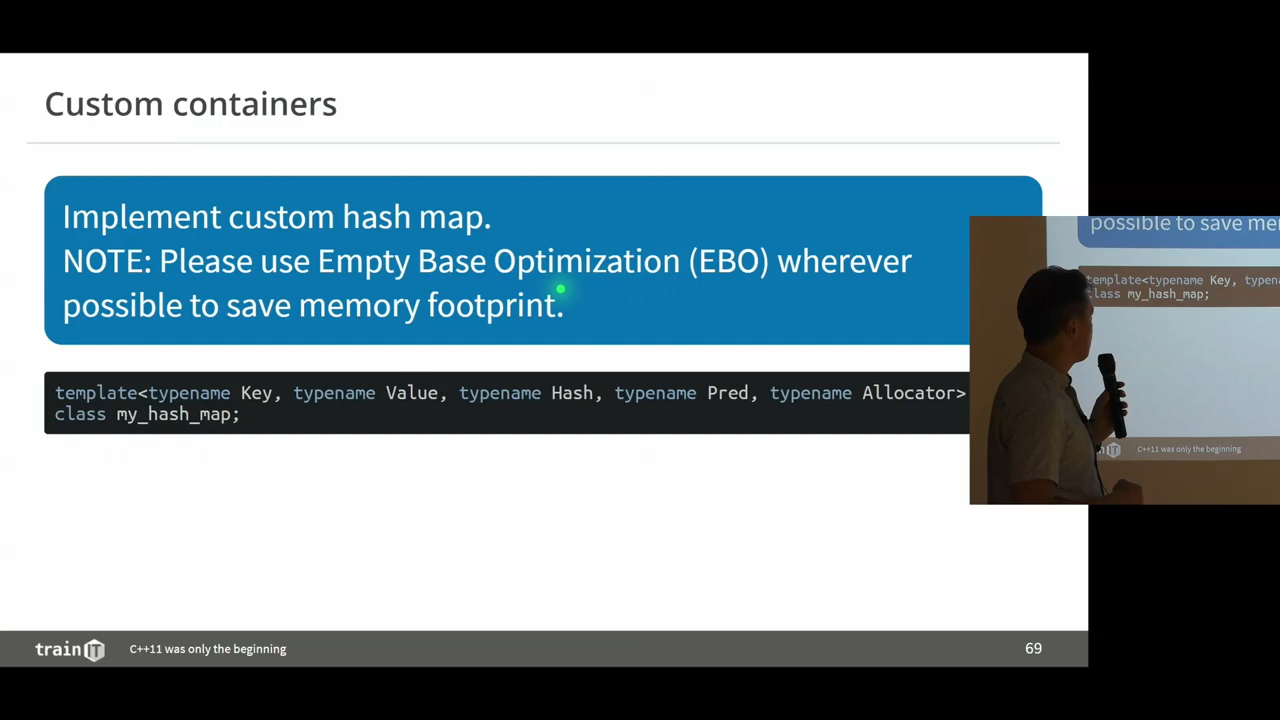 Custom containers
Implement custom hash map.
NOTE: Please use Empty Base Optimization (EBO) wherever
possible to save memory footprint.
template<typename Key, typename Value, typename Hash, typename Pred, typename Allocator>
class my_hash_map;
possible to save me
template<typename Key, type
class my_hash_map;
C++11 was only the beginning
trainIT
C++11 was only the beginning
69